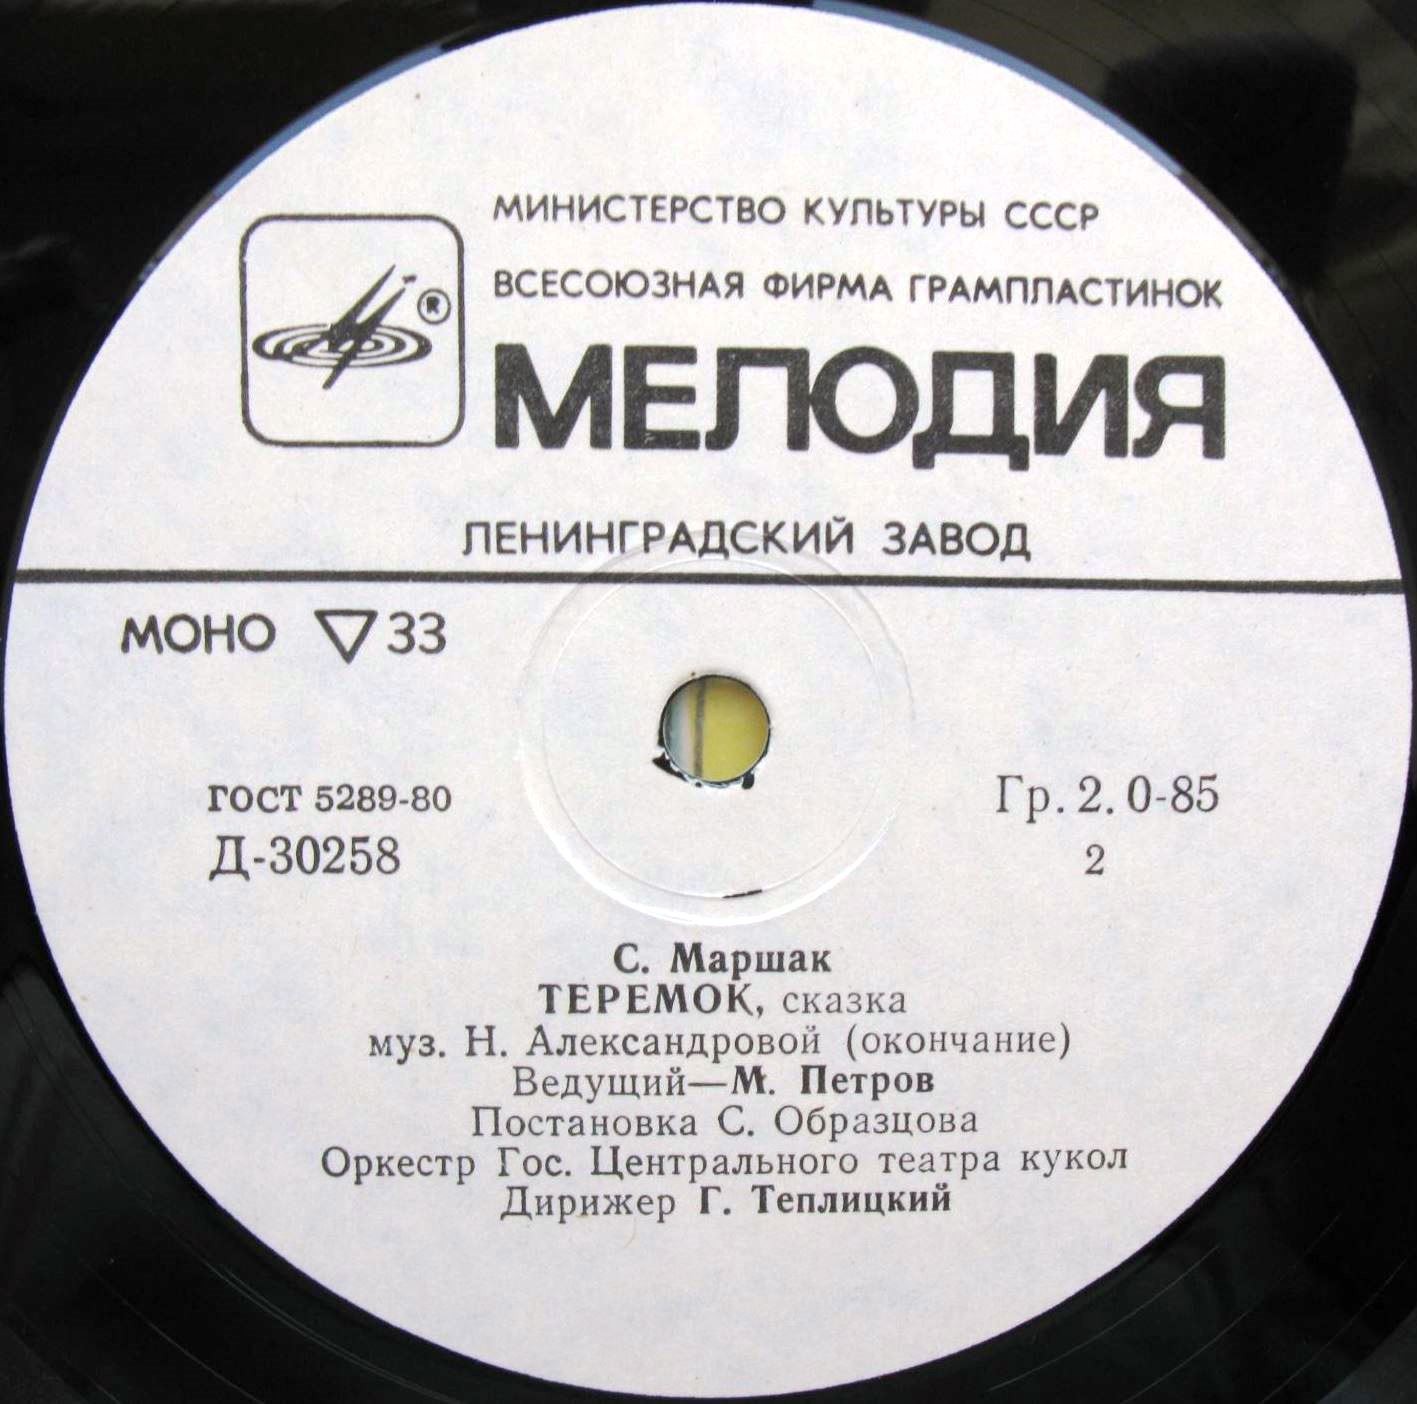 МИНИСТЕРСТВО КУЛЬТУРЫ СССР
ВСЕСОЮЗНАЯ ФИРМА ГРАМПЛАСТИНОК
®
МЕЛОДИЯ
ЛЕНИНГРАДСКИЙ ЗАВОД
МОНО ▽33
ГОСТ 5289-80
Гр. 2. 0-85
Д-30258
2
С. Маршак
ТЕРЕМОК, сказка
муз. Н. Александровой (окончание)
Ведущий—М. Петров
Постановка С. Образцова
Оркестр Гос. Центрального театра кукол
Дирижер Г. Теплицкий